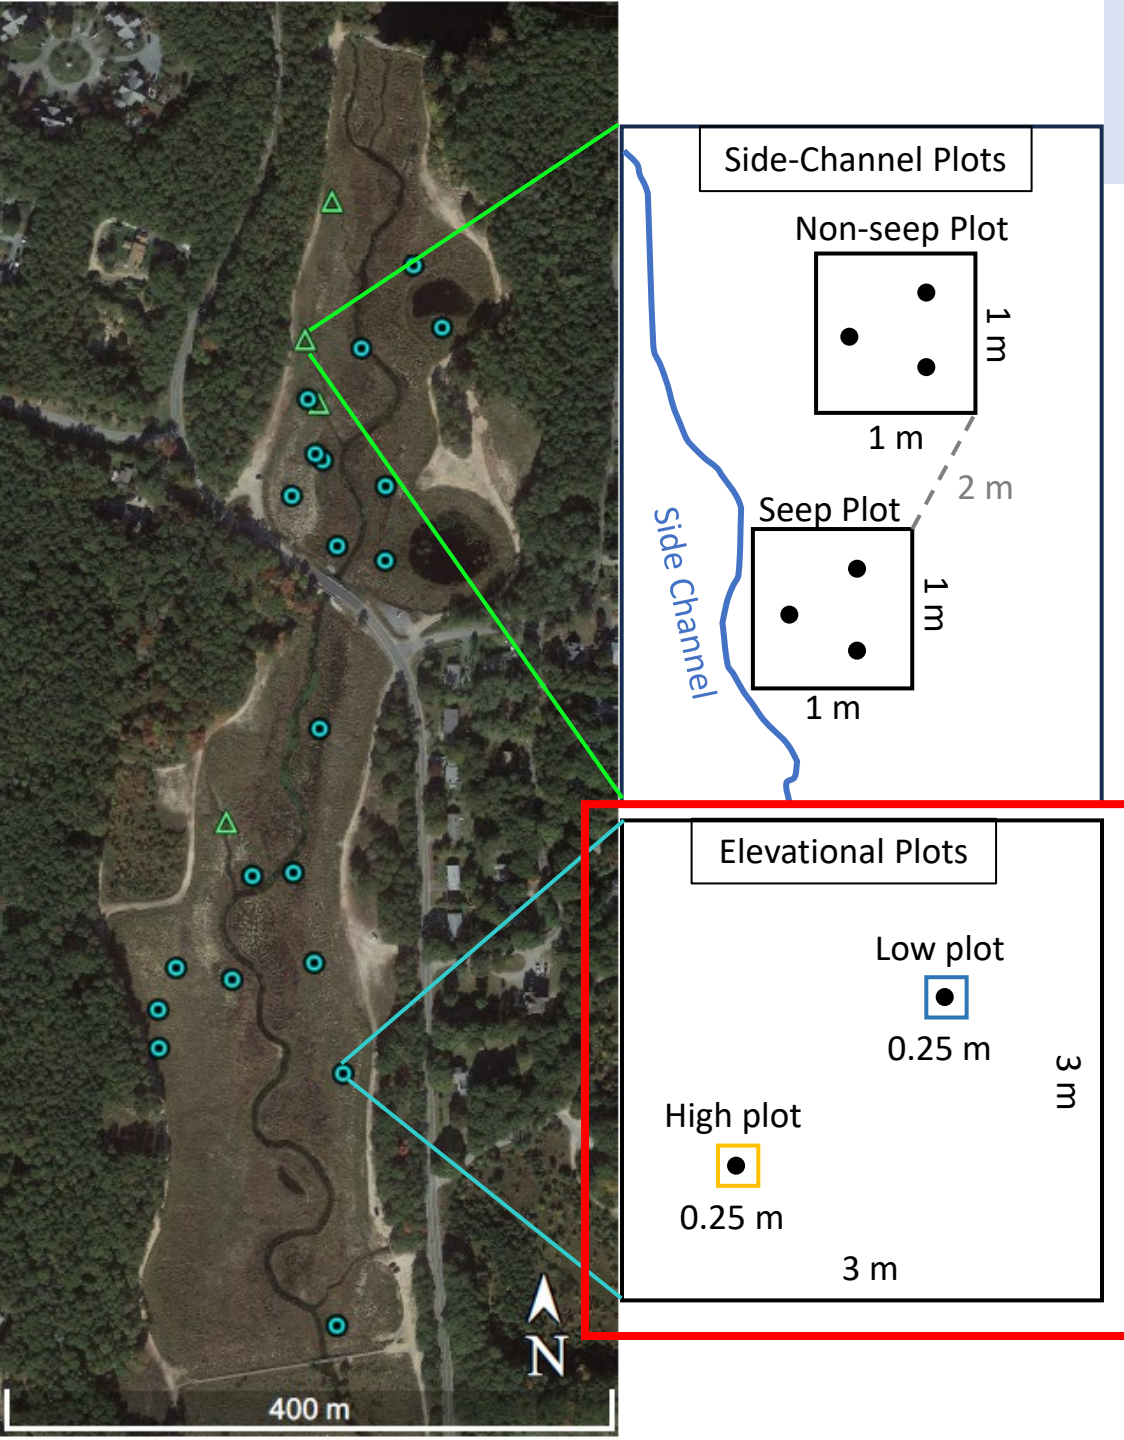 Side-Channel Plots
Non-seep Plot
1 m
1 m
2 m
Seep Plot
Side Channel
1 m
1 m
Elevational Plots
Low plot
0.25 m
3 m
High plot
0.25 m
3 m
N
400 m